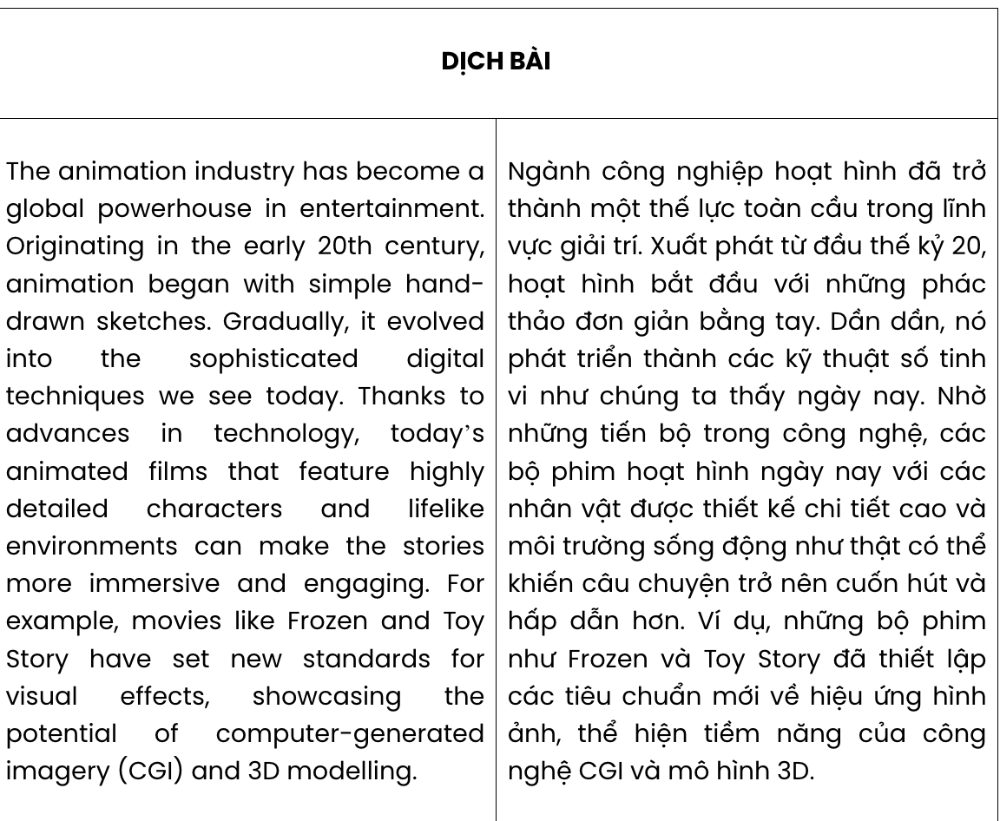 DỊCH BÀI
The animation industry has become a
global powerhouse in entertainment.
Originating in the early 20th century,
animation began with simple hand-
drawn sketches. Gradually, it evolved
into the sophisticated digital
techniques we see today. Thanks to
advances in technology, today’s
animated films that feature highly
detailed characters and lifelike
environments can make the stories
more immersive and engaging. For
example, movies like Frozen and Toy
Story have set new standards for
visual effects, showcasing the
potential of computer-generated
imagery (CGI) and 3D modelling.
Ngành công nghiệp hoạt hình đã trở
thành một thế lực toàn cầu trong lĩnh
vực giải trí. Xuất phát từ đầu thế kỷ 20,
hoạt hình bắt đầu với những phác
thảo đơn giản bằng tay. Dần dần, nó
phát triển thành các kỹ thuật số tinh
vi như chúng ta thấy ngày nay. Nhờ
những tiến bộ trong công nghệ, các
bộ phim hoạt hình ngày nay với các
nhân vật được thiết kế chi tiết cao và
môi trường sống động như thật có thể
khiến câu chuyện trở nên cuốn hút và
hấp dẫn hơn. Ví dụ, những bộ phim
như Frozen và Toy Story đã thiết lập
các tiêu chuẩn mới về hiệu ứng hình
ảnh, thể hiện tiềm năng của công
nghệ CGI và mô hình 3D.